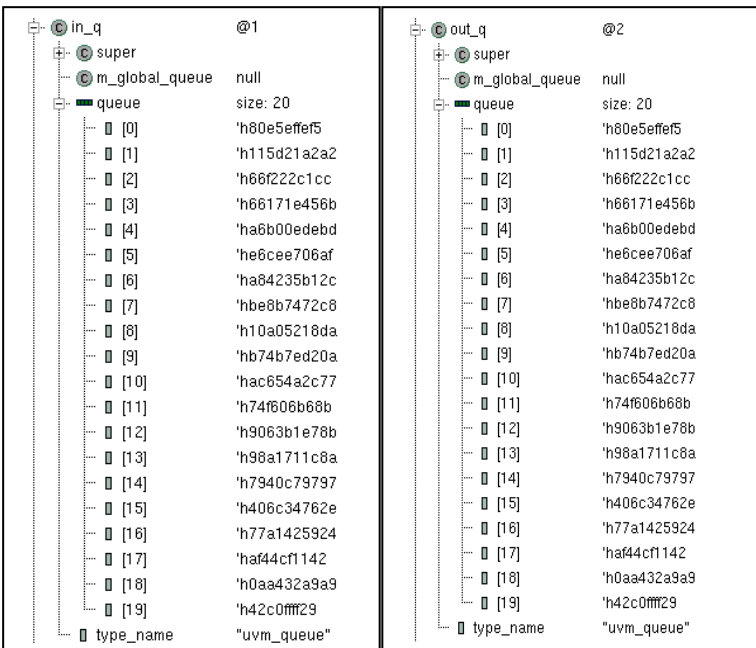 in_q @1
super
m_global_queue null
queue size: 20
[0] 'h80e5effef5
[1] 'h115d21a2a2
[2] 'h66f222c1cc
[3] 'h66171e456b
[4] 'ha6b00edebd
[5] 'he6cee706af
[6] 'ha84235b12c
[7] 'hbe8b7472c8
[8] 'h10a05218da
[9] 'hb74b7ed20a
[10] 'hac654a2c77
[11] 'h74f606b68b
[12] 'h9063b1e78b
[13] 'h98a1711c8a
[14] 'h7940c79797
[15] 'h406c34762e
[16] 'h77a1425924
[17] 'haf44cf1142
[18] 'h0aa432a9a9
[19] 'h42c0ffff29
type_name "uvm_queue"
out_q @2
super
m_global_queue null
queue size: 20
[0] 'h80e5effef5
[1] 'h115d21a2a2
[2] 'h66f222c1cc
[3] 'h66171e456b
[4] 'ha6b00edebd
[5] 'he6cee706af
[6] 'ha84235b12c
[7] 'hbe8b7472c8
[8] 'h10a05218da
[9] 'hb74b7ed20a
[10] 'hac654a2c77
[11] 'h74f606b68b
[12] 'h9063b1e78b
[13] 'h98a1711c8a
[14] 'h7940c79797
[15] 'h406c34762e
[16] 'h77a1425924
[17] 'haf44cf1142
[18] 'h0aa432a9a9
[19] 'h42c0ffff29
type_name "uvm_queue"